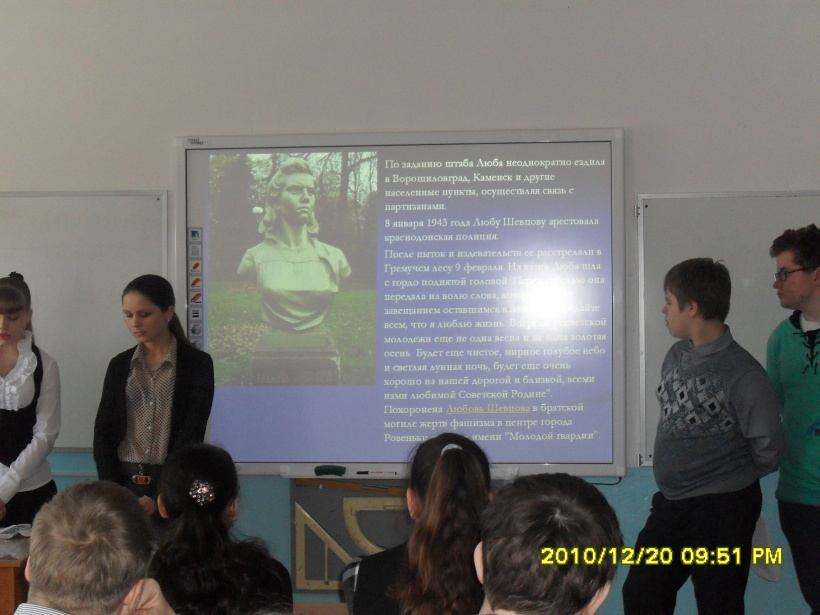 По заданию штаба Люба неоднократно ездила
в Ворошиловград, Каменск и другие
населенные пункты, осуществляя связь с
партизанами.
8 января 1943 года Любу Шевцову арестовала
краснодонская полиция.
После пыток и издевательств ее расстреляли в
Гремучем лесу 9 февраля. На казнь Люба шла
с гордо поднятой головой. она
передала на волю слова,
завещанием оставшимся в
всем, что я люблю жизнь. советской
молодежи еще не одна весна и не одна золотая
осень. Будет еще чистое, мирное голубое небо
и светлая лунная ночь, будет еще очень
хорошо на нашей дорогой и близкой, всеми
нами любимой Советской Родине".
Похоронена Любовь Шевцова в братской
могиле жертв фашизма в центре города
Ровеньки имени "Молодой гвардии".
2010/12/20 09:51 PM